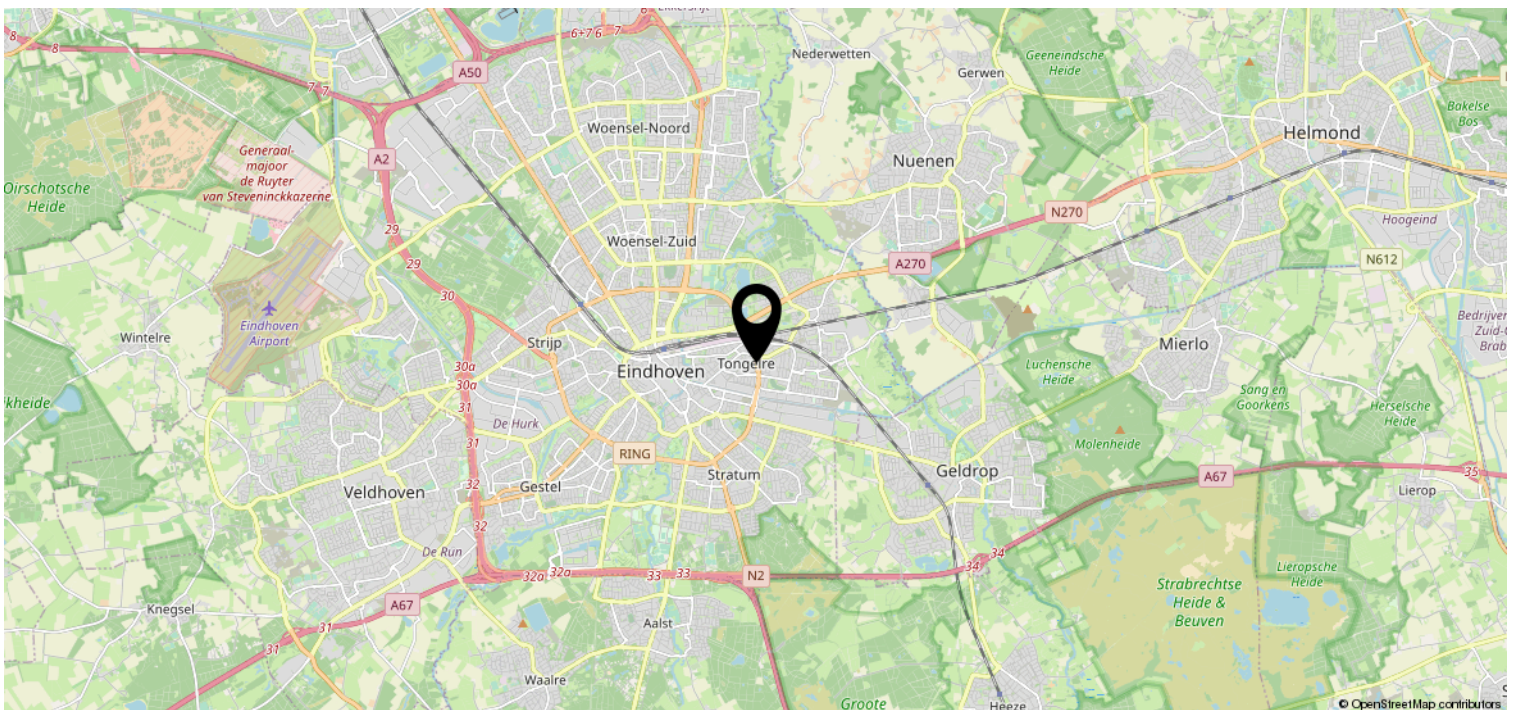 8
8
6+7
6
7
6
A50
7
7
Nederwetten
Geeneindsche
Heide
Gerwen
Bakelse
Bos
Woensel-Noord
Helmond
A2
Generaal-
majoor
de Ruyter
van Steveninckkazerne
Nuenen
Oirschotsche
Heide
N270
Hoogeind
29
Woensel-Zuid
29
A270
N612
30
Eindhoven
Airport
Wintelre
Strijp
Tongelre
Eindhoven
Mierlo
Luchensche
Heide
30a
30a
31
Sang en
Goorkens
Herselsche
Heide
De Hurk
31
RING
Molenheide
Stratum
Geldrop
A67
35
32
Gestel
Veldhoven
Lierop
32
De Run
34
34
32a
32a
33
33
N2
Lieropsche
Heide
Strabrechtse
Heide &
Beuven
A67
Knegsel
31
31
Aalst
Waalre
Groote
Heeze
© OpenStreetMap contributors